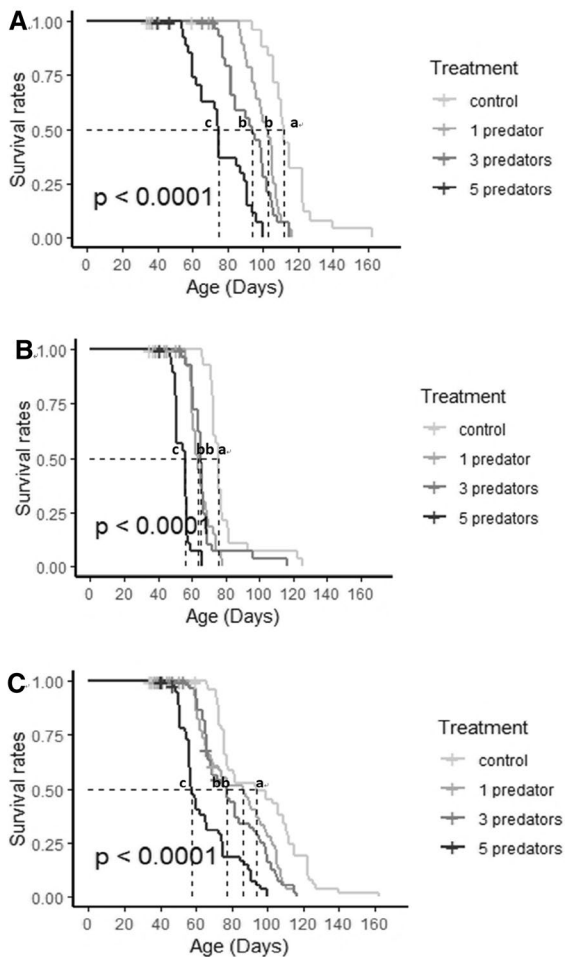 A
Survival rates
1.00
0.75
0.50
0.25
0.00
c b b a
p < 0.0001
0 20 40 60 80 100 120 140 160
Age (Days)
Treatment
control
1 predator
3 predators
5 predators
B
Survival rates
1.00
0.75
0.50
0.25
0.00
c bb a
p < 0.0001
0 20 40 60 80 100 120 140 160
Age (Days)
Treatment
control
1 predator
3 predators
5 predators
C
Survival rates
1.00
0.75
0.50
0.25
0.00
c bb a
p < 0.0001
0 20 40 60 80 100 120 140 160
Age (Days)
Treatment
control
1 predator
3 predators
5 predators